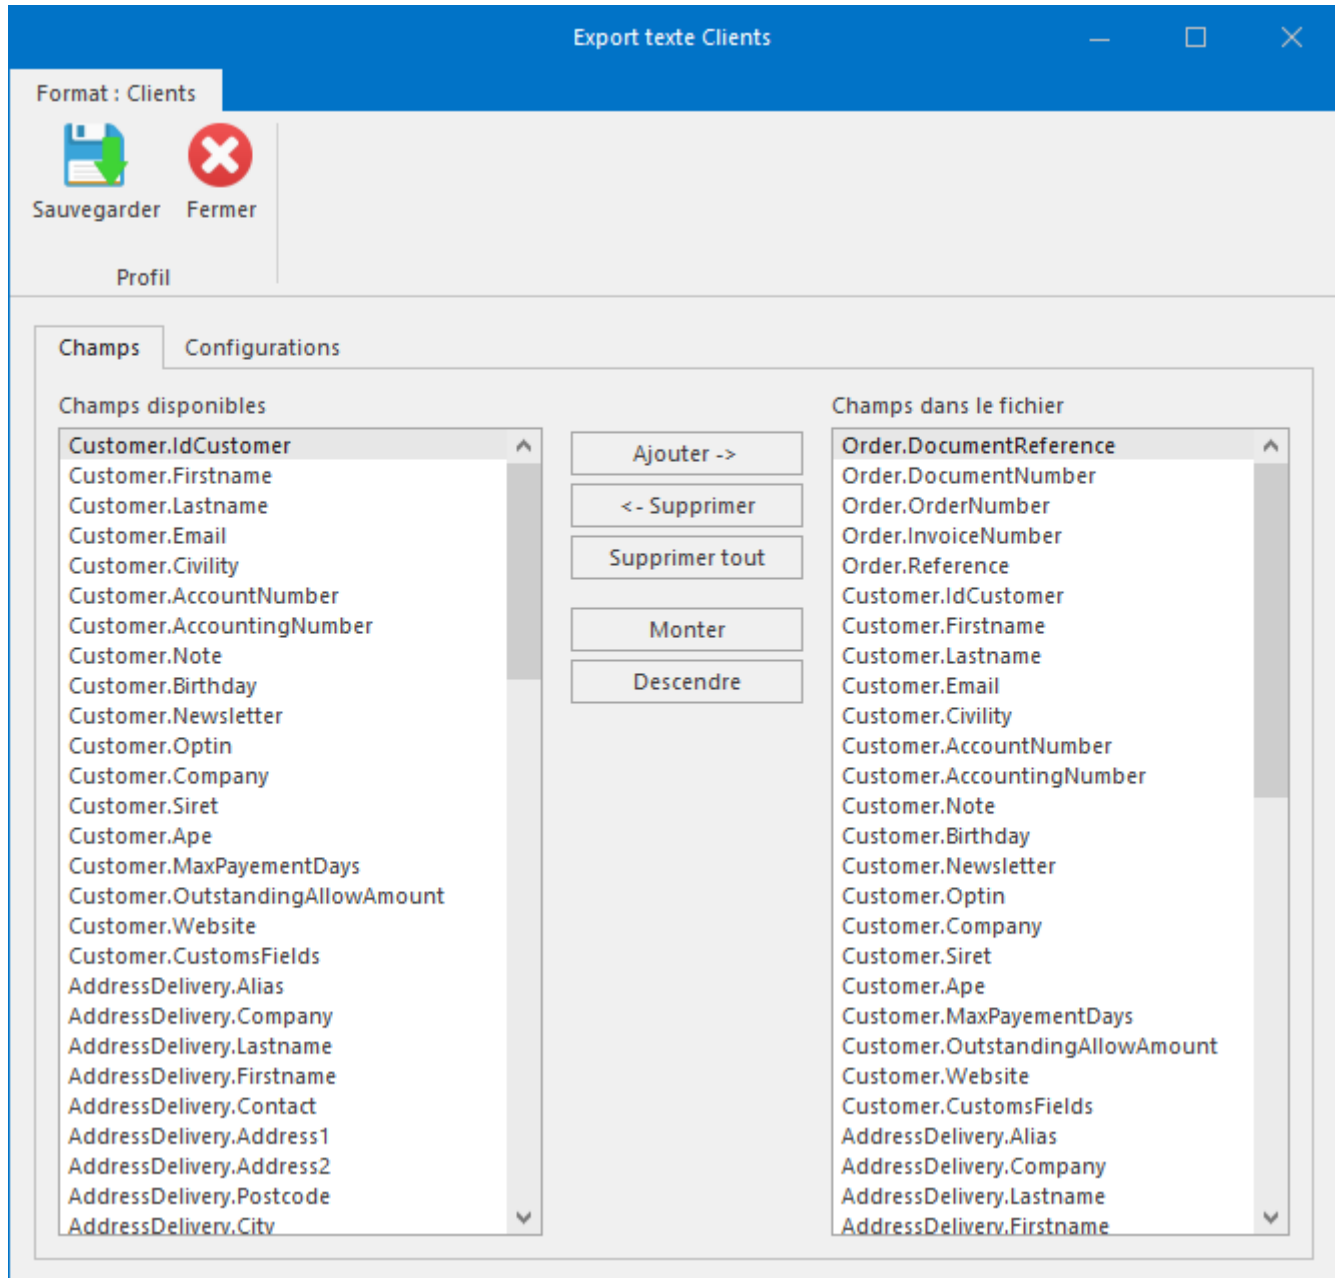 Export texte Clients
Format : Clients
Sauvegarder
Fermer
Profil
Champs
Configurations
Champs disponibles
Customer.IdCustomer
Customer.Firstname
Customer.Lastname
Customer.Email
Customer.Civility
Customer.AccountNumber
Customer.AccountingNumber
Customer.Note
Customer.Birthday
Customer.Newsletter
Customer.Optin
Customer.Company
Customer.Siret
Customer.Ape
Customer.MaxPayementDays
Customer.OutstandingAllowAmount
Customer.Website
Customer.CustomsFields
AddressDelivery.Alias
AddressDelivery.Company
AddressDelivery.Lastname
AddressDelivery.Firstname
AddressDelivery.Contact
AddressDelivery.Address1
AddressDelivery.Address2
AddressDelivery.Postcode
AddressDelivery.City
Ajouter ->
<- Supprimer
Supprimer tout
Monter
Descendre
Champs dans le fichier
Order.DocumentReference
Order.DocumentNumber
Order.OrderNumber
Order.InvoiceNumber
Order.Reference
Customer.IdCustomer
Customer.Firstname
Customer.Lastname
Customer.Email
Customer.Civility
Customer.AccountNumber
Customer.AccountingNumber
Customer.Note
Customer.Birthday
Customer.Newsletter
Customer.Optin
Customer.Company
Customer.Siret
Customer.Ape
Customer.MaxPayementDays
Customer.OutstandingAllowAmount
Customer.Website
Customer.CustomsFields
AddressDelivery.Alias
AddressDelivery.Company
AddressDelivery.Lastname
AddressDelivery.Firstname